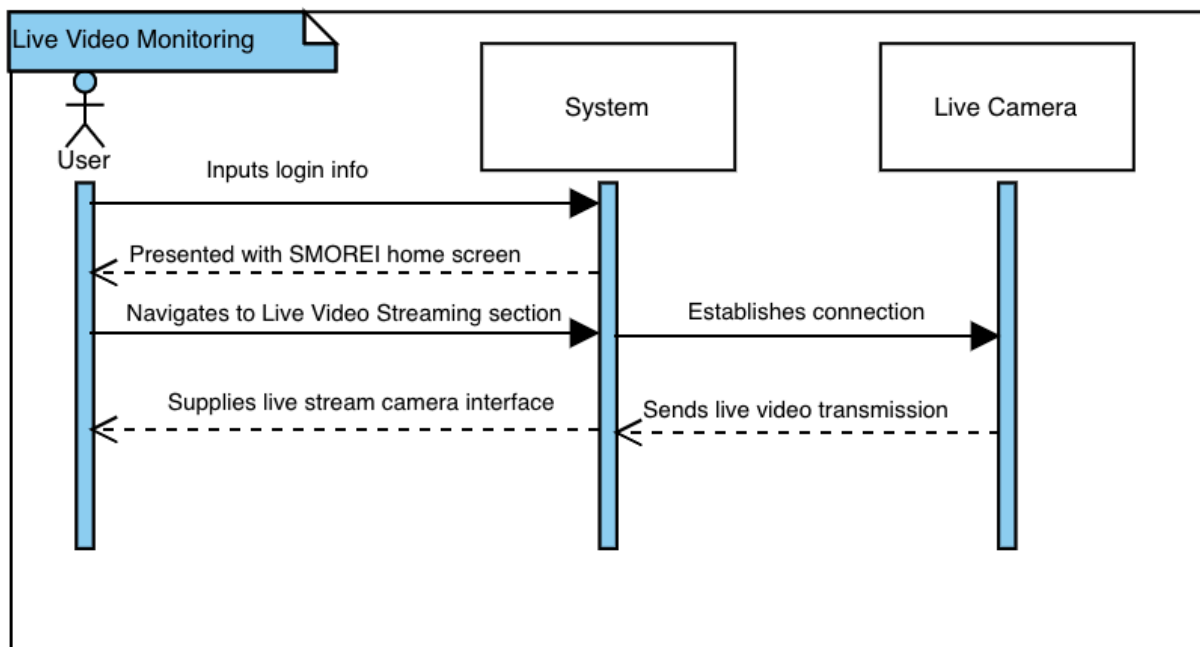 Live Video Monitoring
User
System
Live Camera
Inputs login info
Presented with SMOREI home screen
Navigates to Live Video Streaming section
Establishes connection
Supplies live stream camera interface
Sends live video transmission